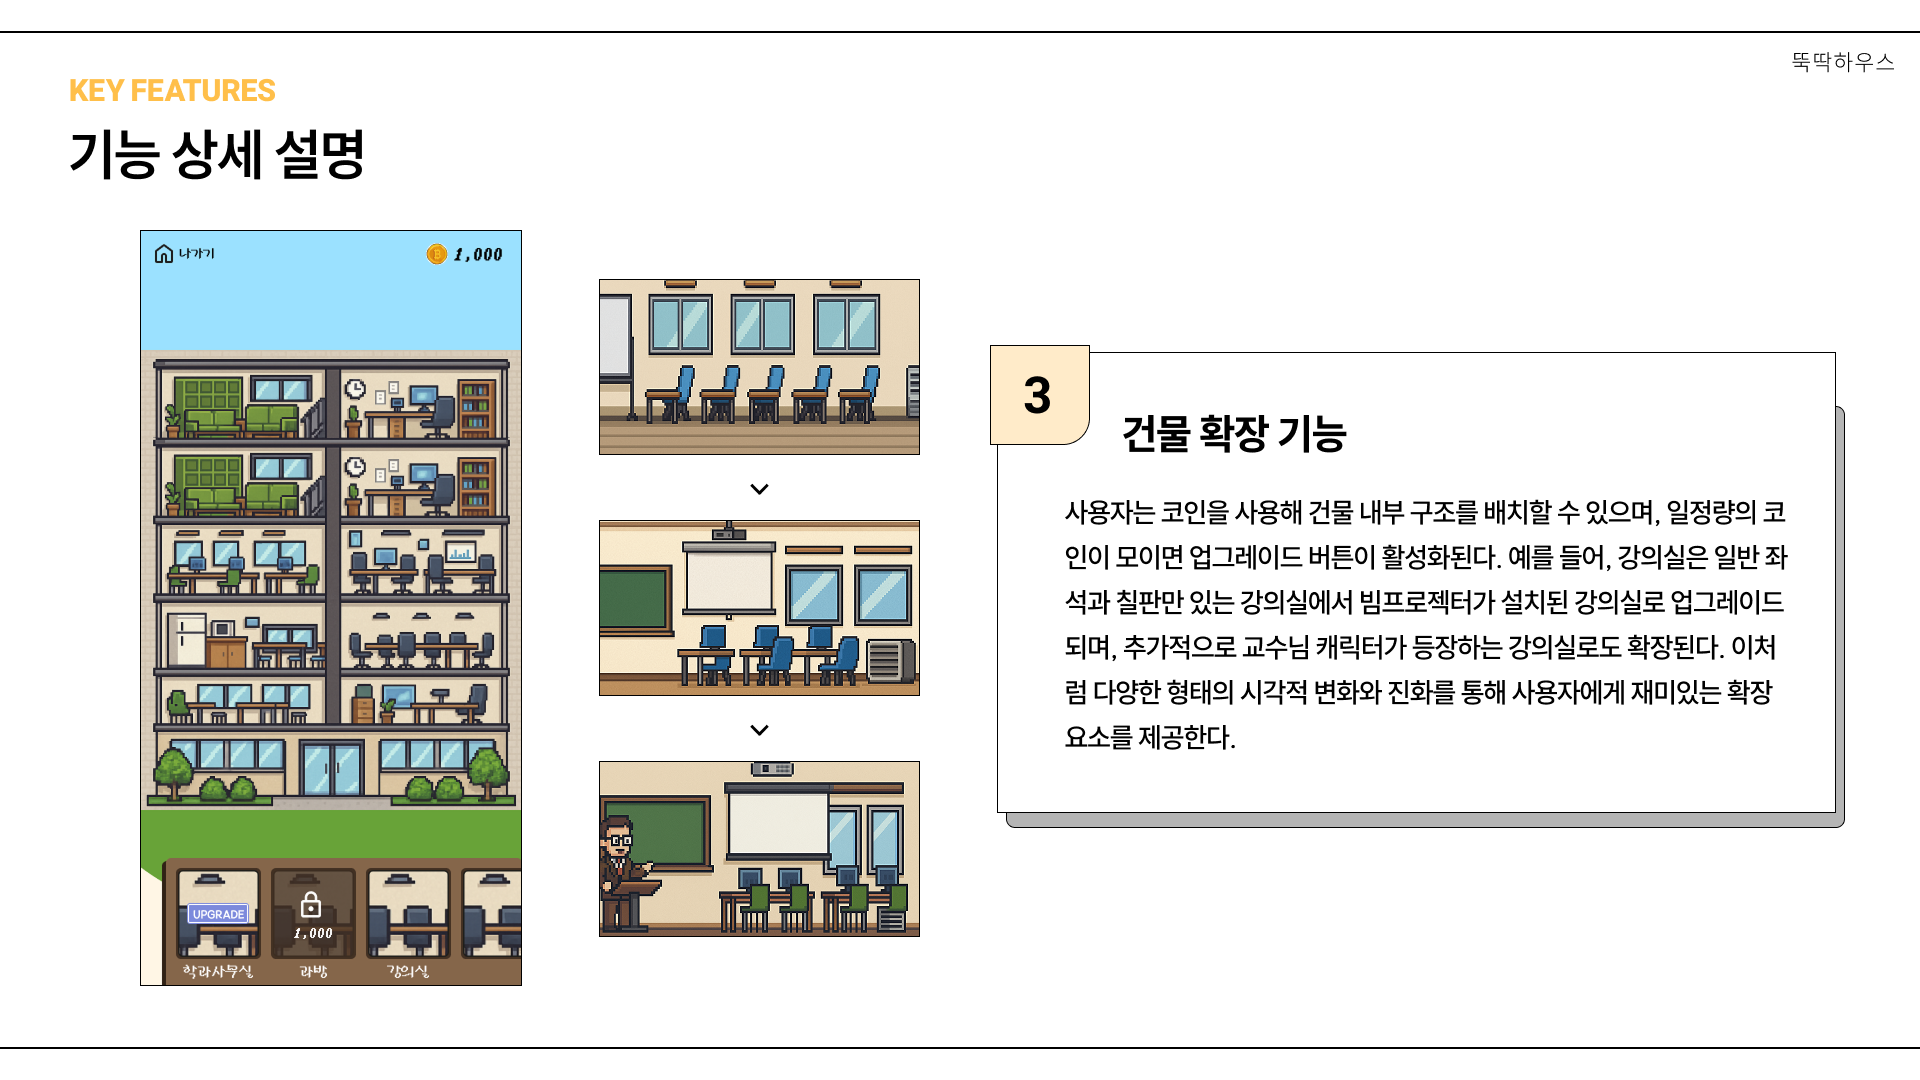 뚝딱하우스
KEY FEATURES
기능 상세 설명
나가기
1,000
UPGRADE
1,000
학과사무실
과방
강의실
3
건물 확장 기능
사용자는 코인을 사용해 건물 내부 구조를 배치할 수 있으며, 일정량의 코
인이 모이면 업그레이드 버튼이 활성화된다. 예를 들어, 강의실은 일반 좌
석과 칠판만 있는 강의실에서 빔프로젝터가 설치된 강의실로 업그레이드
되며, 추가적으로 교수님 캐릭터가 등장하는 강의실로도 확장된다. 이처
럼 다양한 형태의 시각적 변화와 진화를 통해 사용자에게 재미있는 확장
요소를 제공한다.